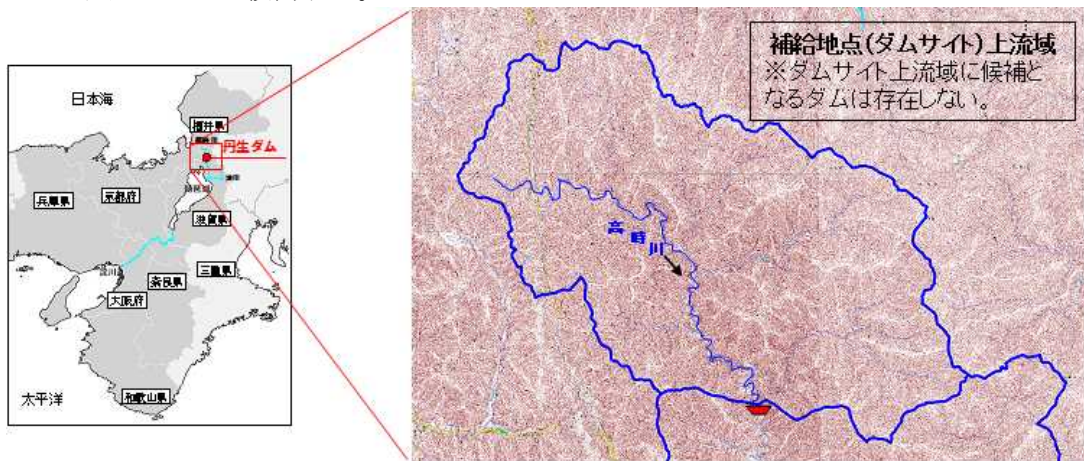 補給地点(ダムサイト)上流域
※ダムサイト上流域に候補と
なるダムは存在しない。
日本海
福井県
丹生ダム
兵庫県
京都府
滋賀県
高時川
三重県
奈良県
大阪府
和歌山県
太平洋